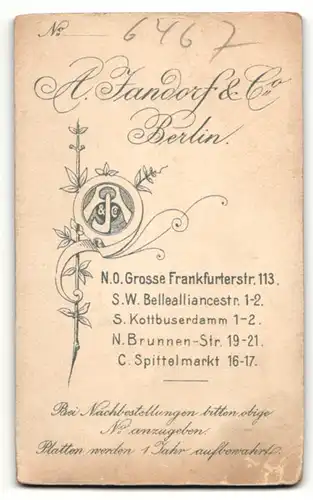 No 6467
A. Jandorf & Co
Berlin.
A J & Co
N.O. Grosse Frankfurterstr. 113.
S.W. Bellealliancestr. 1-2.
S. Kottbuserdamm 1-2.
N. Brunnen-Str. 19-21.
C. Spittelmarkt 16-17.
Bei Nachbestellungen bitten obige
No anzugeben.
Platten werden 1 Jahr aufbewahrt.